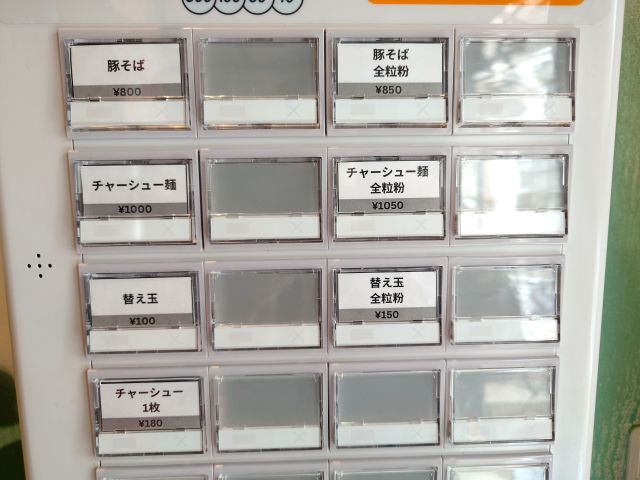 豚そば
¥800
豚そば
全粒粉
¥850
チャーシュー麺
¥1000
チャーシュー麺
全粒粉
¥1050
替え玉
¥100
替え玉
全粒粉
¥150
チャーシュー
1枚
¥180